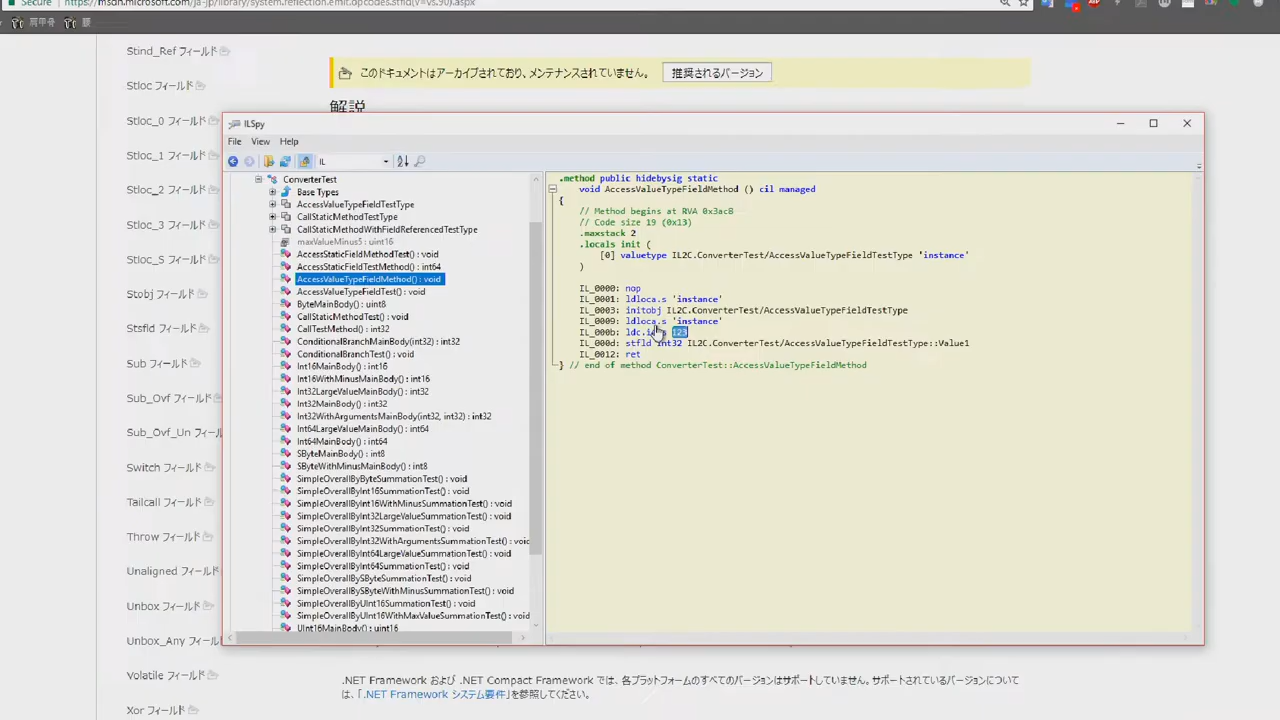 Secure
https://msdn.microsoft.com/ja-jp/library/system.reflection.emit.opcodes.stfld(v=vs.90).aspx
肩甲骨
腰
Stind_Ref フィールド
Stloc フィールド
Stloc_0 フィールド
Stloc_1 フィールド
Stloc_2 フィールド
Stloc_3 フィールド
Stloc_S フィールド
Stobj フィールド
Stsfld フィールド
Sub フィールド
Sub_Ovf フィールド
Sub_Ovf_Un フィールド
Switch フィールド
Tailcall フィールド
Throw フィールド
Unaligned フィールド
Unbox フィールド
Unbox_Any フィールド
Volatile フィールド
Xor フィールド
このドキュメントはアーカイブされており、メンテナンスされていません。
推奨されるバージョン
解説
ILSpy
File View Help
IL
ConverterTest
Base Types
AccessValueTypeFieldTestType
CallStaticMethodTestType
CallStaticMethodWithFieldReferencedTestType
maxValueMinus5 : uint16
AccessStaticFieldMethodTest() : void
AccessStaticFieldTestMethod() : int64
AccessValueTypeFieldMethod() : void
AccessValueTypeFieldTest() : void
ByteMainBody() : uint8
CallStaticMethodTest() : void
CallTestMethod() : int32
ConditionalBranchMainBody(int32) : int32
ConditionalBranchTest() : void
Int16MainBody() : int16
Int16WithMinusMainBody() : int16
Int32LargeValueMainBody() : int32
Int32MainBody() : int32
Int32WithArgumentsMainBody(int32, int32) : int32
Int64LargeValueMainBody() : int64
Int64MainBody() : int64
SByteMainBody() : int8
SByteWithMinusMainBody() : int8
SimpleOverallByByteSummationTest() : void
SimpleOverallByInt16SummationTest() : void
SimpleOverallByInt16WithMinusSummationTest() : void
SimpleOverallByInt32LargeValueSummationTest() : void
SimpleOverallByInt32SummationTest() : void
SimpleOverallByInt32WithArgumentsSummationTest() : void
SimpleOverallByInt64LargeValueSummationTest() : void
SimpleOverallByInt64SummationTest() : void
SimpleOverallBySByteSummationTest() : void
SimpleOverallBySByteWithMinusSummationTest() : void
SimpleOverallByUInt16SummationTest() : void
SimpleOverallByUInt16WithMaxValueSummationTest() : void
UInt16MainBody() : uint16
.method public hidebysig static
void AccessValueTypeFieldMethod () cil managed
{
// Method begins at RVA 0x3ac8
// Code size 19 (0x13)
.maxstack 2
.locals init (
[0] valuetype IL2C.ConverterTest/AccessValueTypeFieldTestType 'instance'
)
IL_0000: nop
IL_0001: ldloca.s 'instance'
IL_0003: initobj IL2C.ConverterTest/AccessValueTypeFieldTestType
IL_0009: ldloca.s 'instance'
IL_000b: 123
IL_000d: stfld int32 IL2C.ConverterTest/AccessValueTypeFieldTestType::Value1
IL_0012: ret
} // end of method ConverterTest::AccessValueTypeFieldMethod
.NET Framework および .NET Compact Framework では、各プラットフォームのすべてのバージョンはサポートしていません。サポートされているバージョンについて
は、「.NET Framework システム要件」を参照してください。